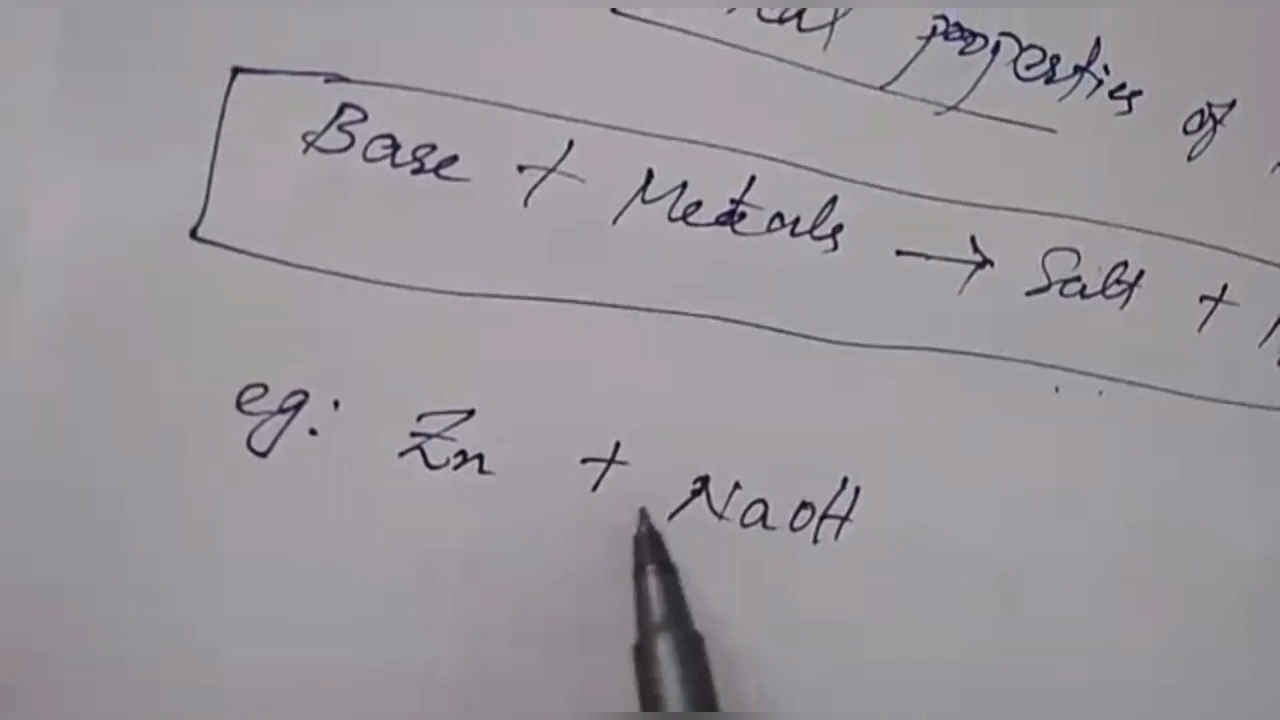 properties of
Base + Metals → Salt +
eg: Zn + NaOH